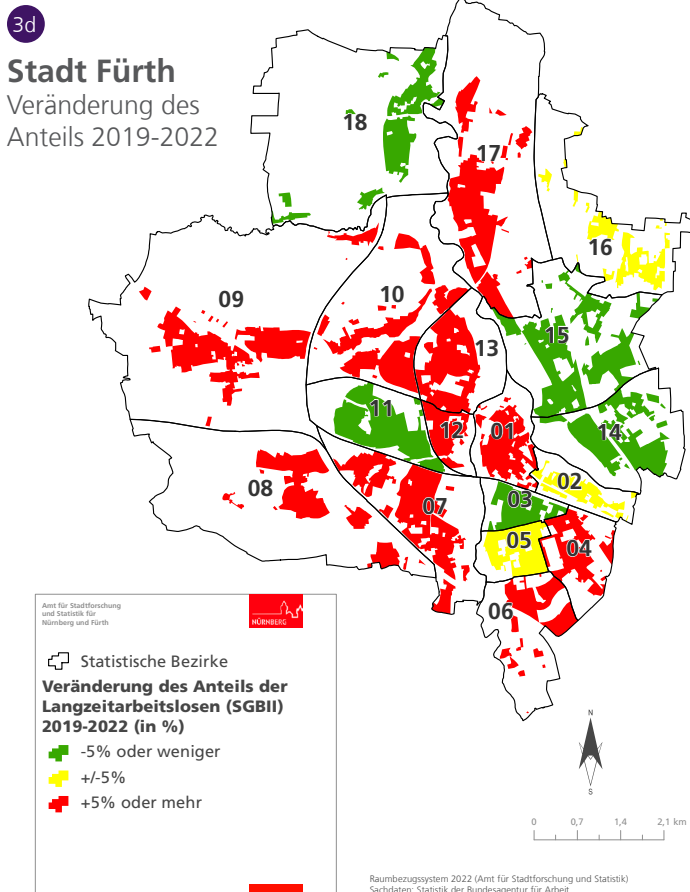 3d
Stadt Fürth
Veränderung des
Anteils 2019-2022
18
17
16
09
10
15
13
11
12
01
14
08
02
07
03
05
04
06
Amt für Stadtforschung
und Statistik für
Nürnberg und Fürth
NÜRNBERG
Statistische Bezirke
Veränderung des Anteils der
Langzeitarbeitslosen (SGBII)
2019-2022 (in %)
-5% oder weniger
+/-5%
+5% oder mehr
N
S
0 0,7 1,4 2,1 km
Raumbezugssystem 2022 (Amt für Stadtforschung und Statistik)
Sachdaten: Statistik der Bundesagentur für Arbeit